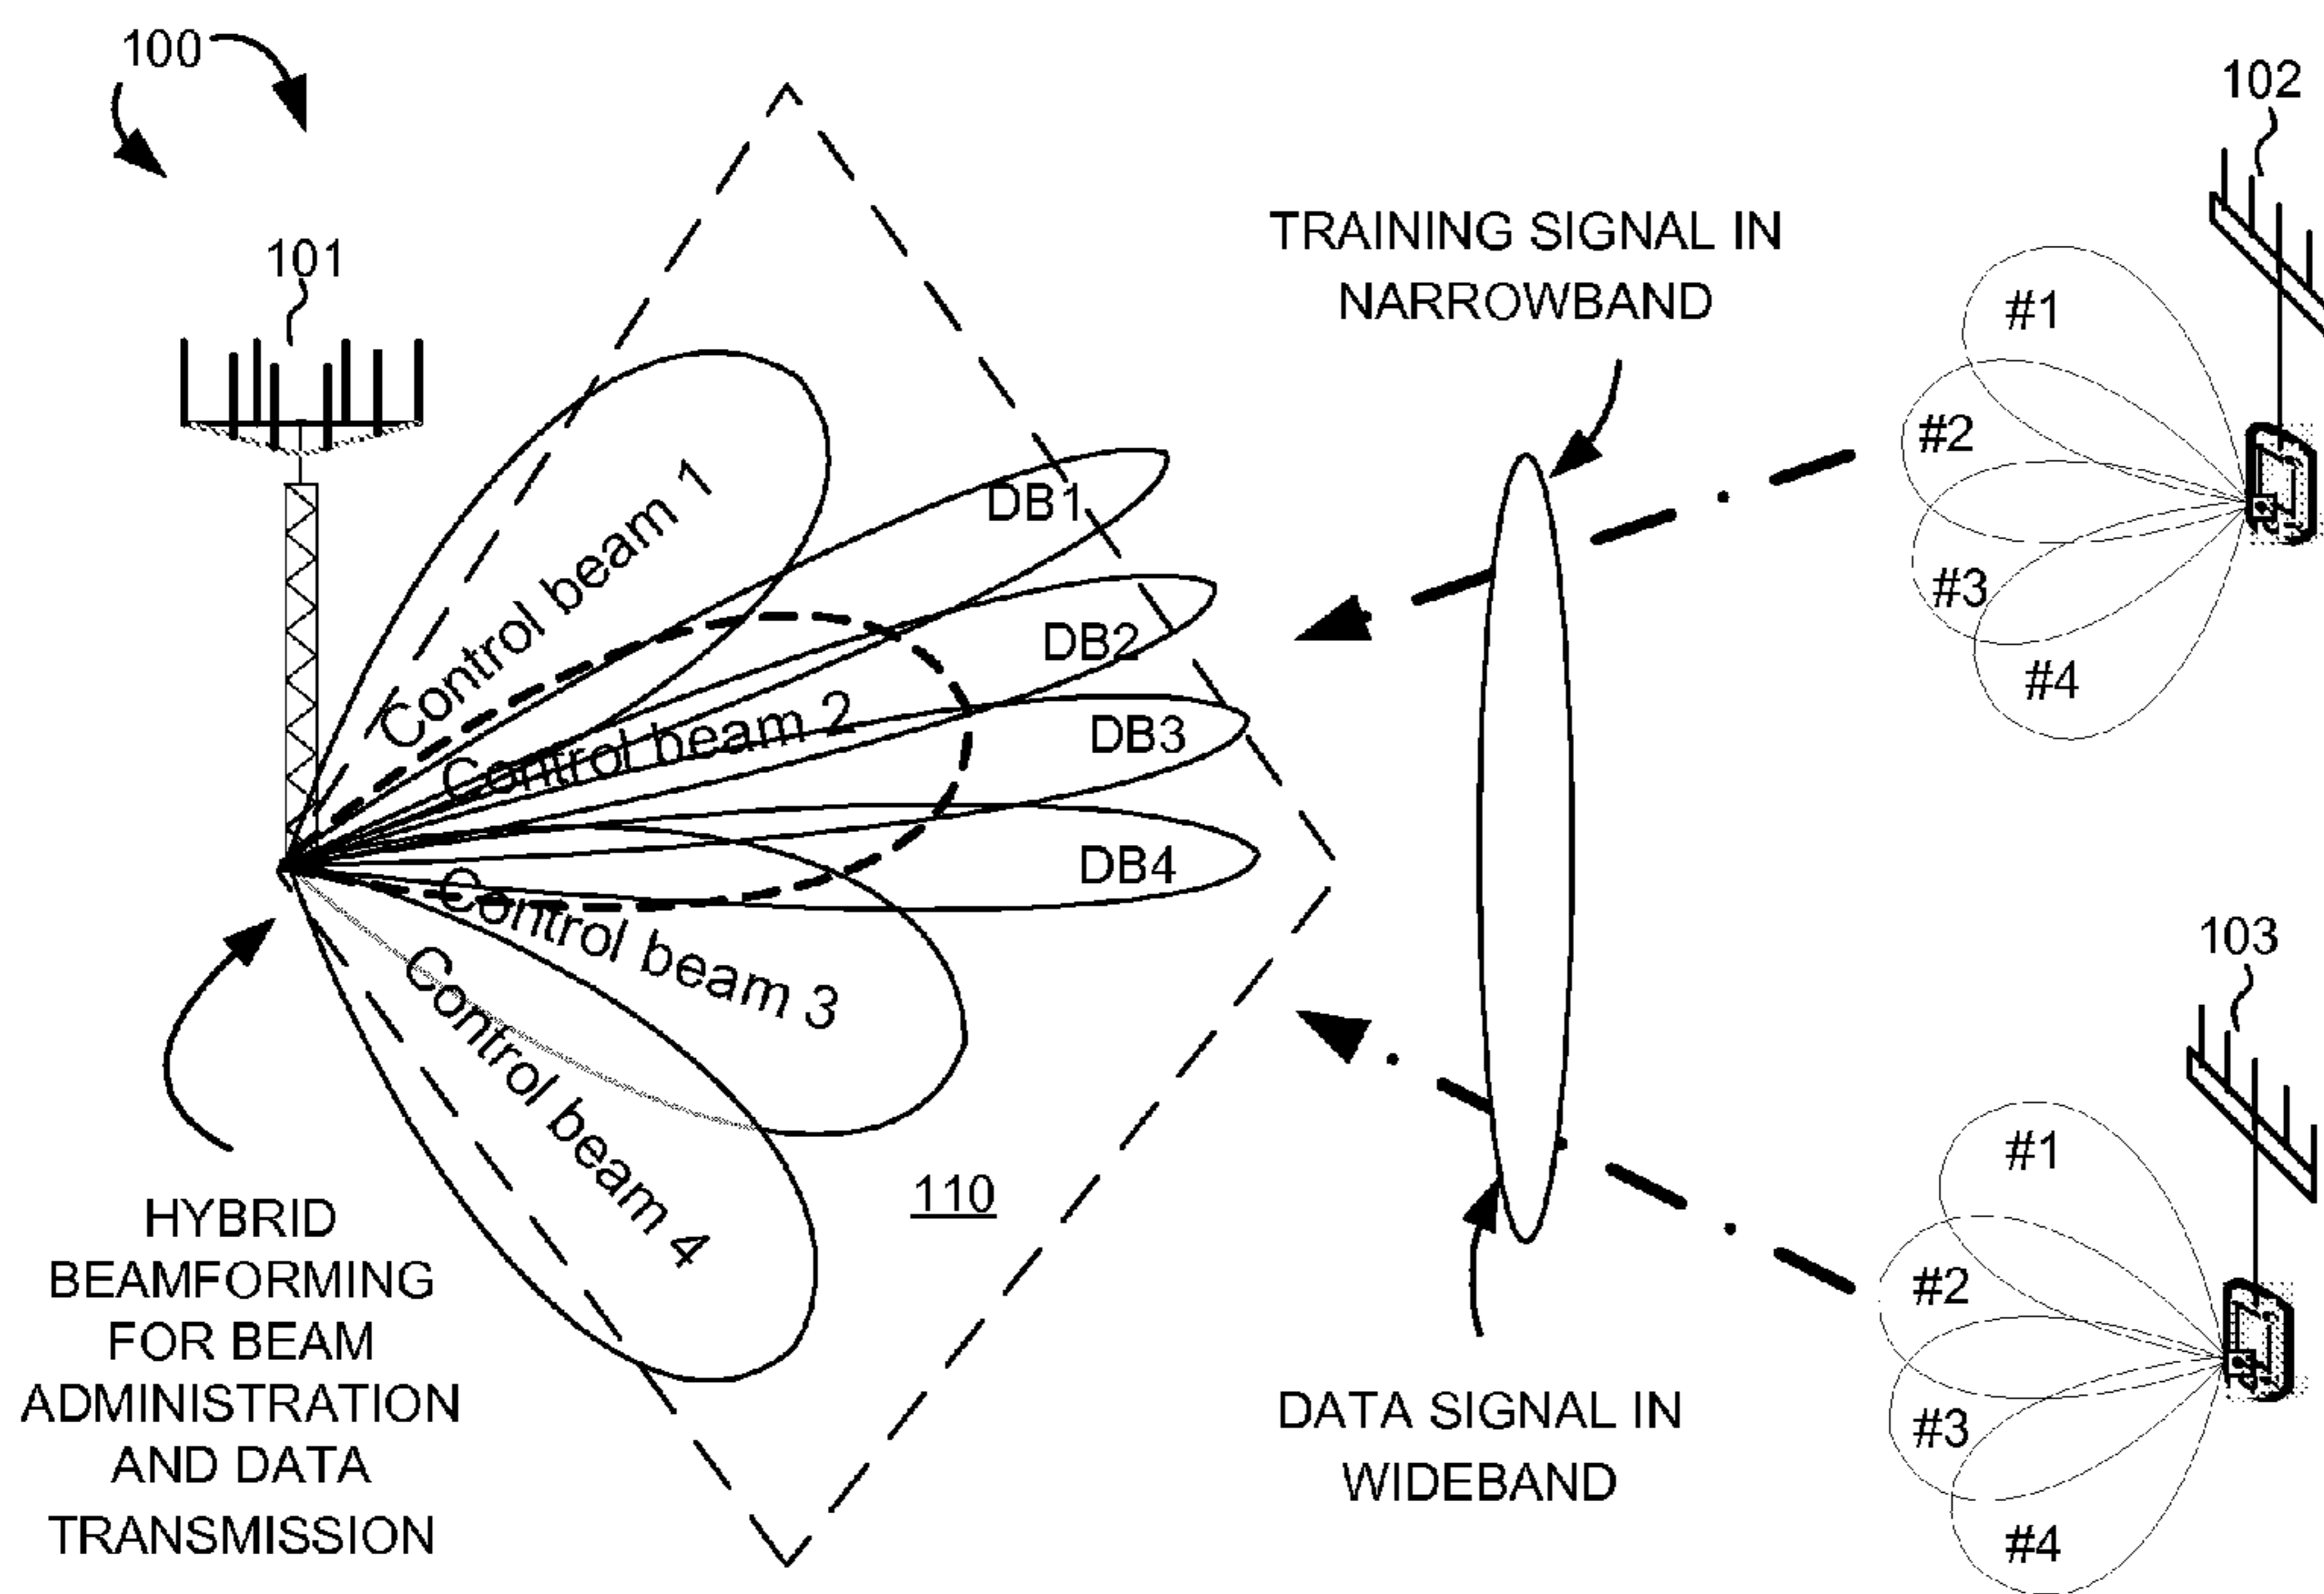 100
101
102
TRAINING SIGNAL IN
NARROWBAND
#1
#2
#3
#4
Control beam 1
Control beam 2
Control beam 3
Control beam 4
DB1
DB2
DB3
DB4
110
103
#1
#2
#3
#4
HYBRID
BEAMFORMING
FOR BEAM
ADMINISTRATION
AND DATA
TRANSMISSION
DATA SIGNAL IN
WIDEBAND